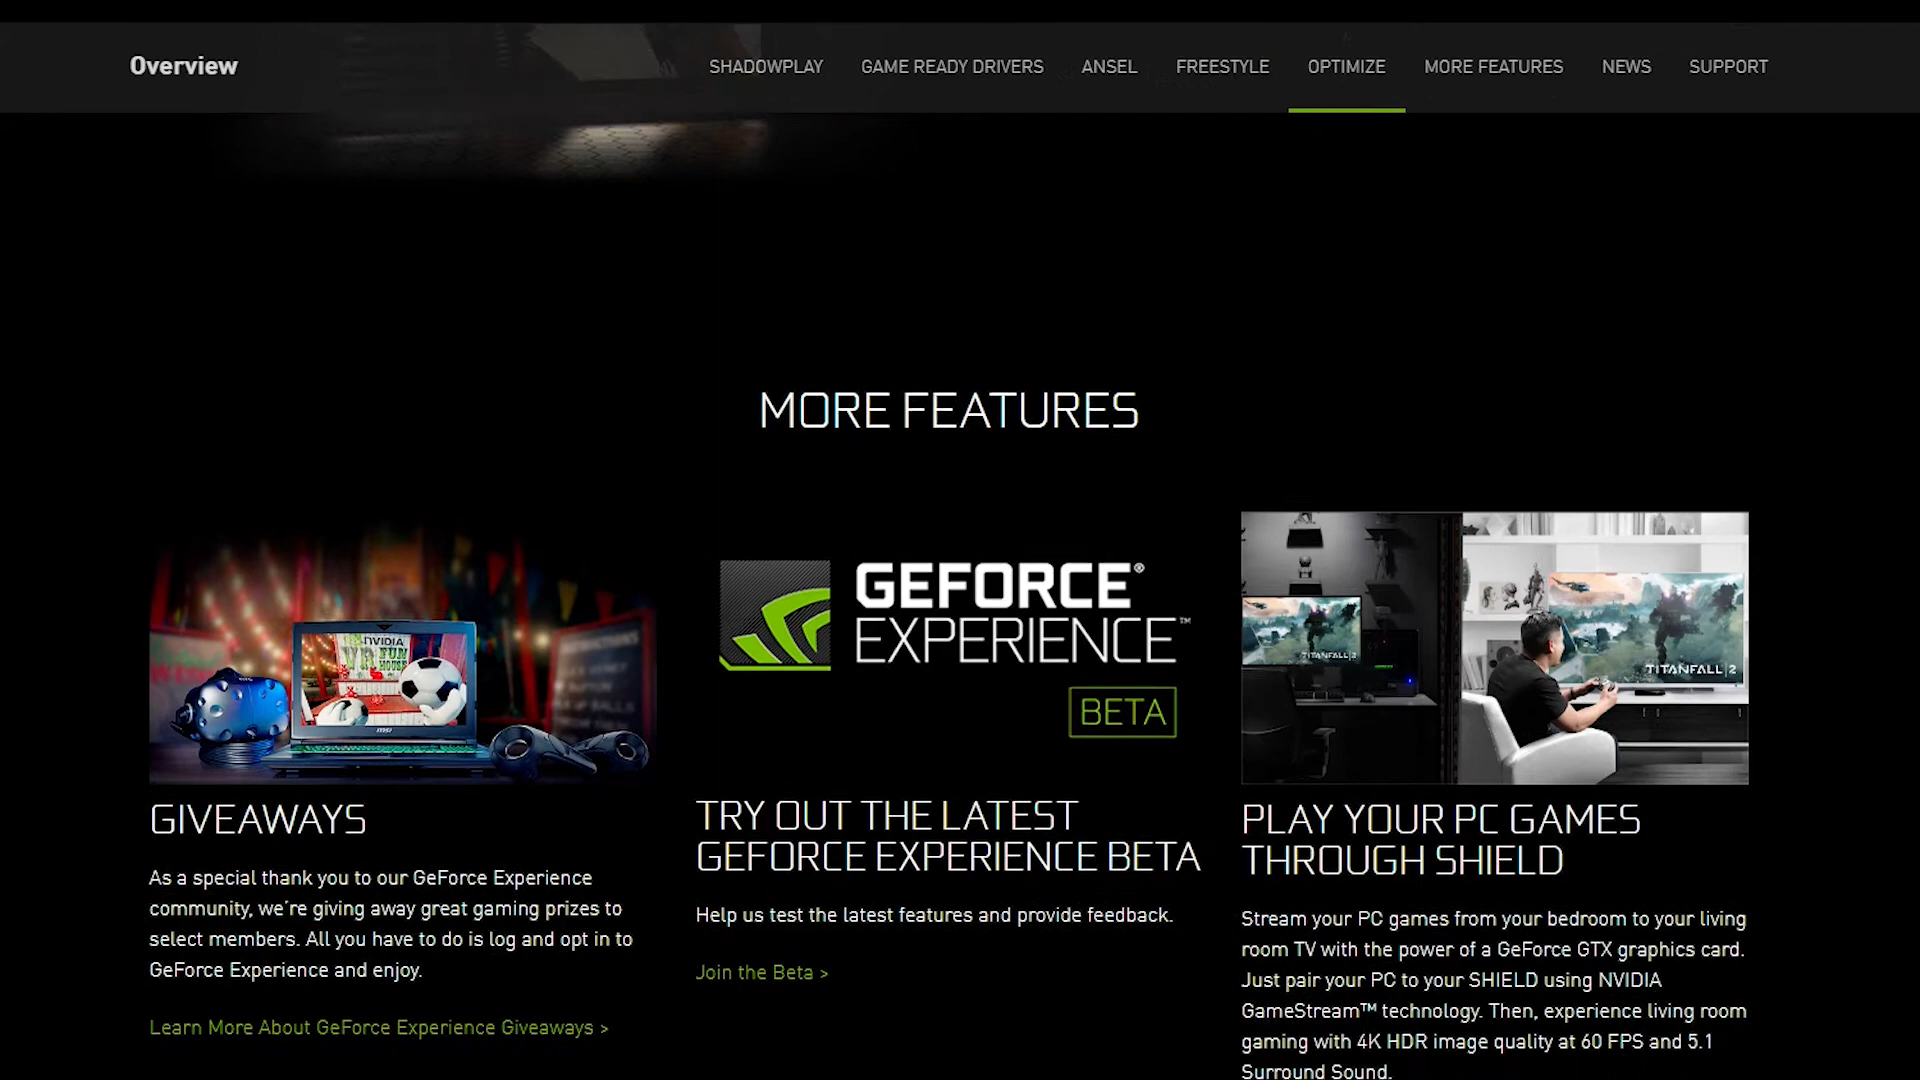 Overview
SHADOWPLAY
GAME READY DRIVERS
ANSEL
FREESTYLE
OPTIMIZE
MORE FEATURES
NEWS
SUPPORT
MORE FEATURES
NVIDIA
VR FUN
HOUSE
msi
GIVEAWAYS
As a special thank you to our GeForce Experience
community, we're giving away great gaming prizes to
select members. All you have to do is log and opt in to
GeForce Experience and enjoy.
Learn More About GeForce Experience Giveaways >
GEFORCE®
EXPERIENCE™
BETA
TRY OUT THE LATEST
GEFORCE EXPERIENCE BETA
Help us test the latest features and provide feedback.
Join the Beta >
TITANFALL 2
TITANFALL 2
PLAY YOUR PC GAMES
THROUGH SHIELD
Stream your PC games from your bedroom to your living
room TV with the power of a GeForce GTX graphics card.
Just pair your PC to your SHIELD using NVIDIA
GameStream™ technology. Then, experience living room
gaming with 4K HDR image quality at 60 FPS and 5.1
Surround Sound.